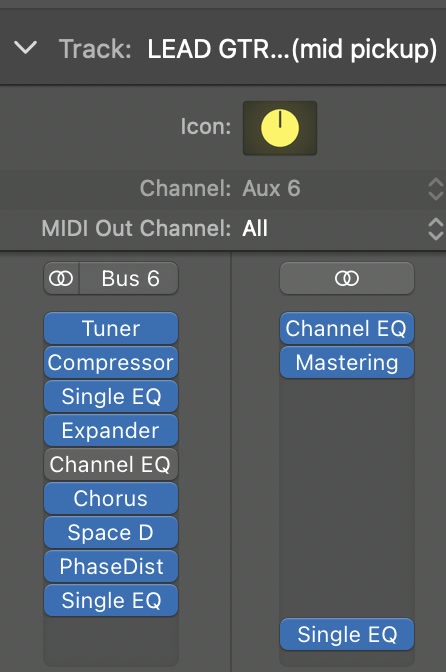 Track: LEAD GTR...(mid pickup)
Icon:
Channel: Aux 6
MIDI Out Channel: All
Bus 6
Tuner
Compressor
Single EQ
Expander
Channel EQ
Chorus
Space D
PhaseDist
Single EQ
Channel EQ
Mastering
Single EQ